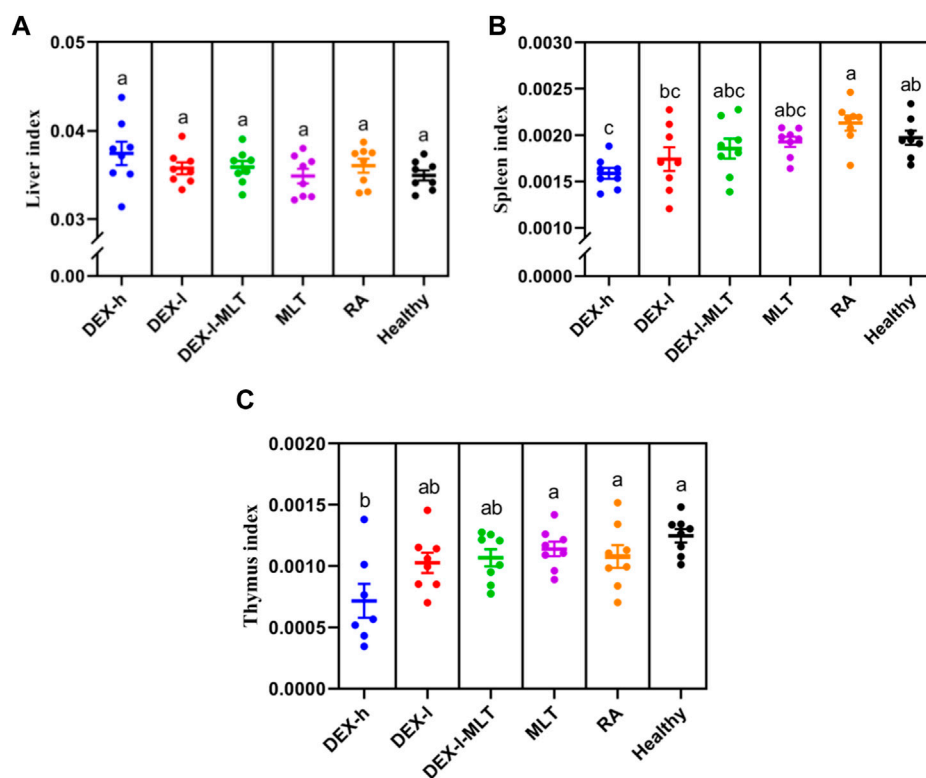 A
Liver index
0.05
0.04
0.03
0.00
a a a a a a
DEX-h DEX-l DEX-l-MLT MLT RA Healthy
B
Spleen index
0.0030
0.0025
0.0020
0.0015
0.0010
0.0000
c bc abc abc a ab
DEX-h DEX-l DEX-l-MLT MLT RA Healthy
C
Thymus index
0.0020
0.0015
0.0010
0.0005
0.0000
b ab ab a a a
DEX-h DEX-l DEX-l-MLT MLT RA Healthy